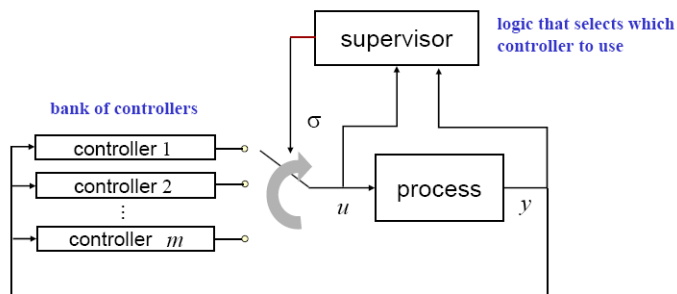 supervisor
logic that selects which
controller to use
bank of controllers
σ
controller 1
controller 2
⋮
controller m
process
u
y